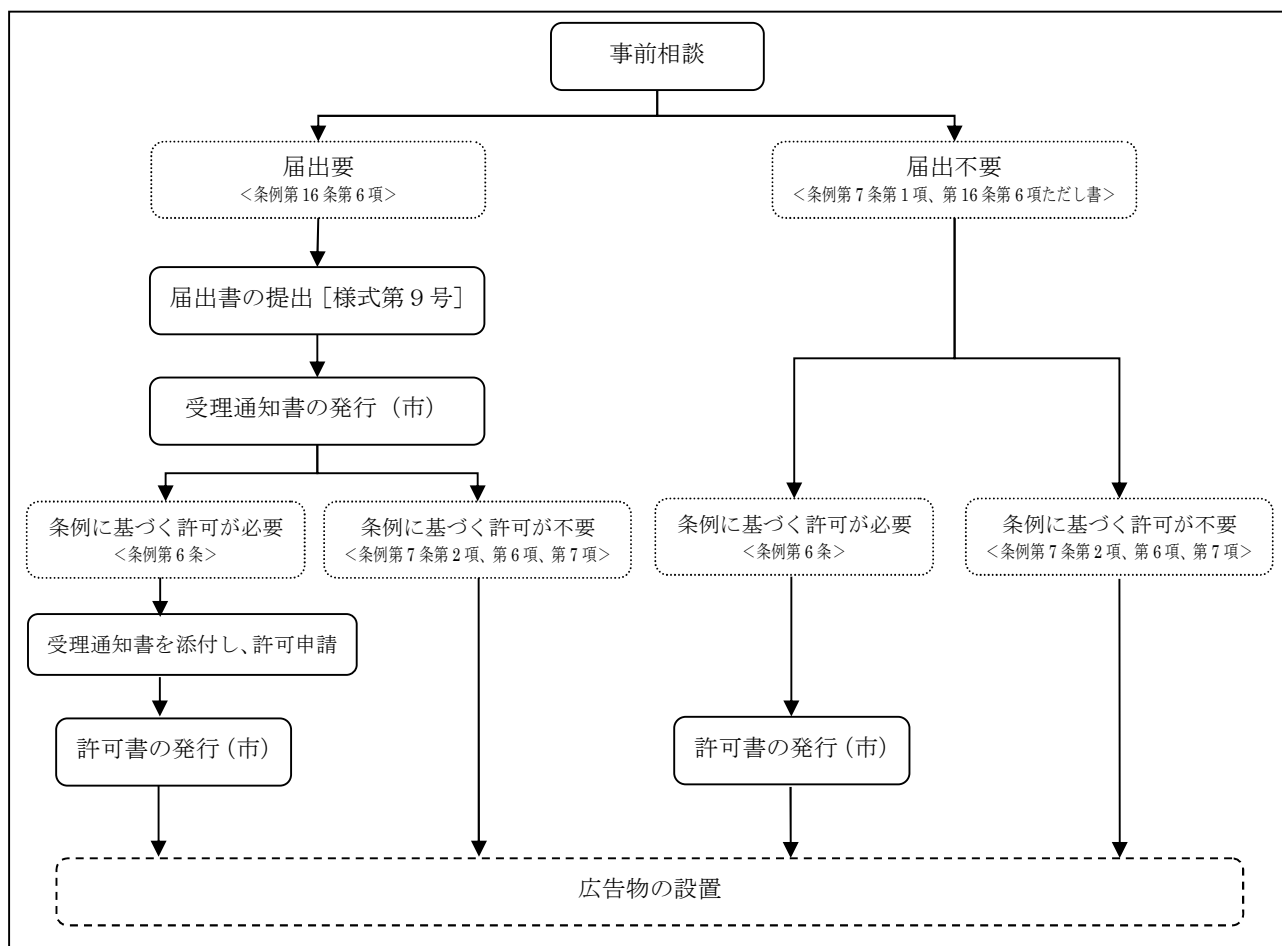 事前相談
届出要
＜条例第16条第6項＞
届出不要
＜条例第7条第1項、第16条第6項ただし書＞
届出書の提出［様式第9号］
受理通知書の発行（市）
条例に基づく許可が必要
＜条例第6条＞
条例に基づく許可が不要
＜条例第7条第2項、第6項、第7項＞
条例に基づく許可が必要
＜条例第6条＞
条例に基づく許可が不要
＜条例第7条第2項、第6項、第7項＞
受理通知書を添付し、許可申請
許可書の発行（市）
許可書の発行（市）
広告物の設置